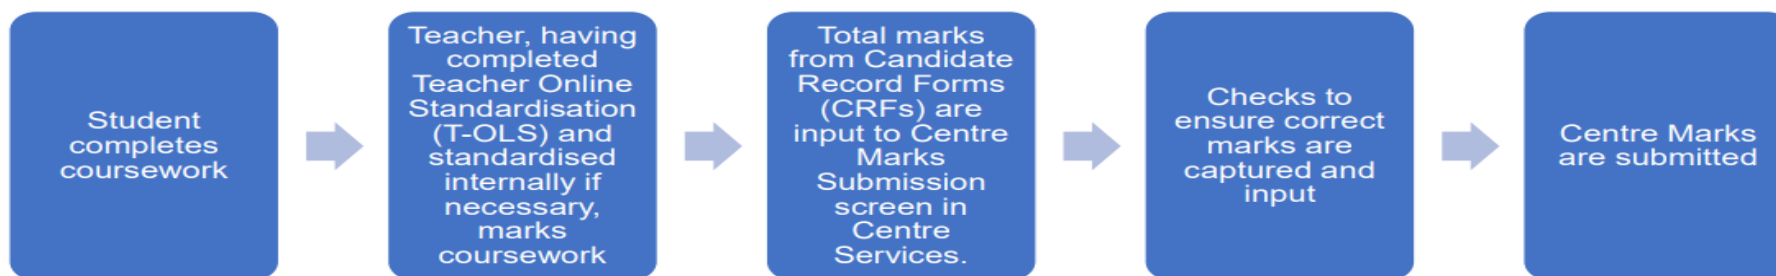 Student
completes
coursework
Teacher, having
completed
Teacher Online
Standardisation
(T-OLS) and
standardised
internally if
necessary,
marks
coursework
Total marks
from Candidate
Record Forms
(CRFs) are
input to Centre
Marks
Submission
screen in
Centre
Services.
Checks to
ensure correct
marks are
captured and
input
Centre Marks
are submitted